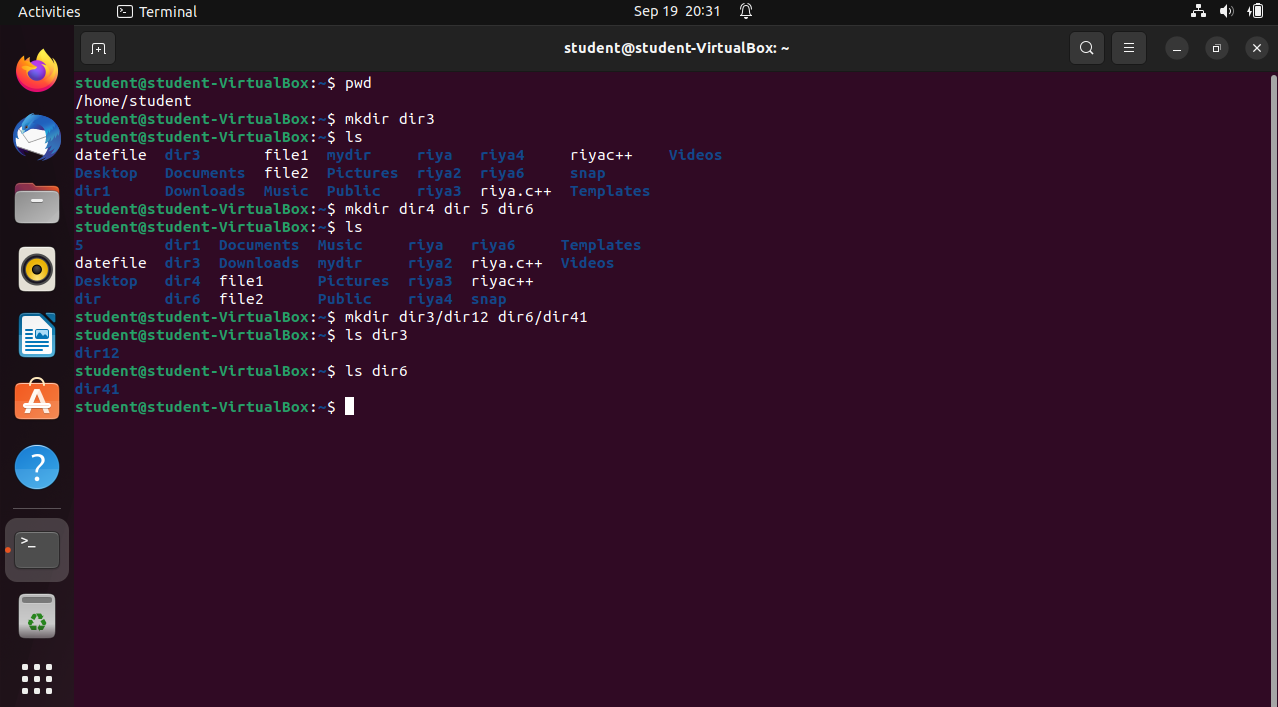 Activities Terminal Sep 19 20:31
student@student-VirtualBox: ~
student@student-VirtualBox:~$ pwd
/home/student
student@student-VirtualBox:~$ mkdir dir3
student@student-VirtualBox:~$ ls
datefile dir3 file1 mydir riya riya4 riyac++ Videos
Desktop Documents file2 Pictures riya2 riya6 snap
dir1 Downloads Music Public riya3 riya.c++ Templates
student@student-VirtualBox:~$ mkdir dir4 dir 5 dir6
student@student-VirtualBox:~$ ls
5 dir1 Documents Music riya riya6 Templates
datefile dir3 Downloads mydir riya2 riya.c++ Videos
Desktop dir4 file1 Pictures riya3 riyac++
dir dir6 file2 Public riya4 snap
student@student-VirtualBox:~$ mkdir dir3/dir12 dir6/dir41
student@student-VirtualBox:~$ ls dir3
dir12
student@student-VirtualBox:~$ ls dir6
dir41
student@student-VirtualBox:~$